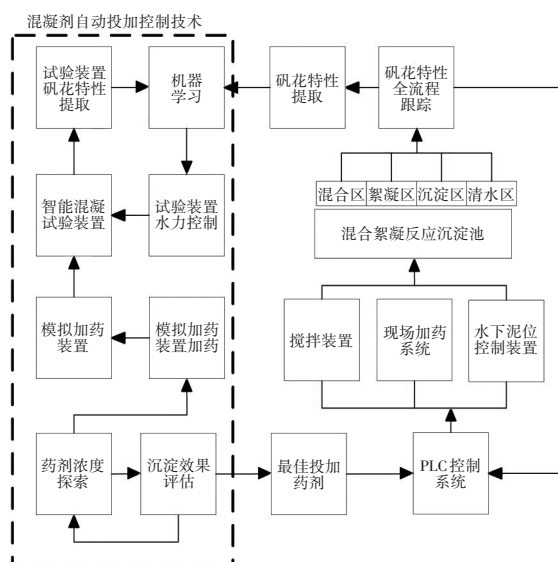 混凝剂自动投加控制技术
试验装置
矾花特性
提取
机器
学习
矾花特性
提取
矾花特性
全流程
跟踪
智能混凝
试验装置
试验装置
水力控制
混合区
絮凝区
沉淀区
清水区
混合絮凝反应沉淀池
模拟加药
装置
模拟加药
装置加药
搅拌装置
现场加药
系统
水下泥位
控制装置
药剂浓度
探索
沉淀效果
评估
最佳投加
药剂
PLC控制
系统